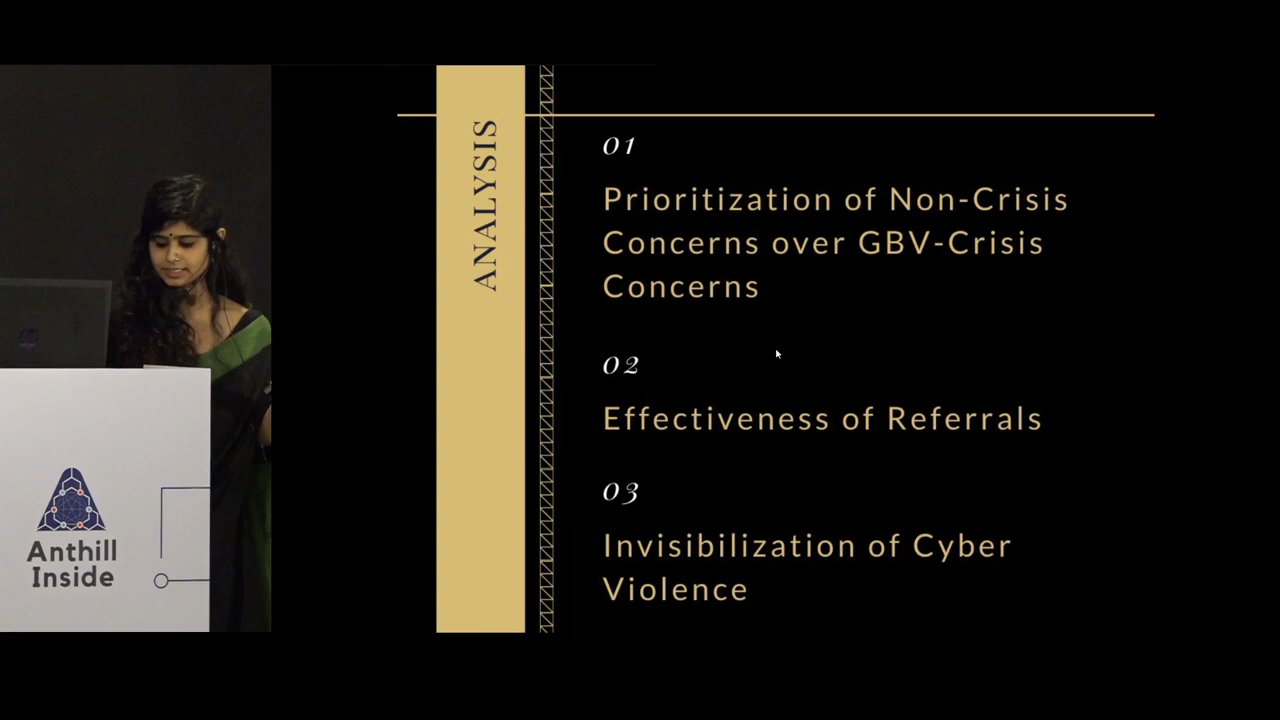 ANALYSIS
01
Prioritization of Non-Crisis
Concerns over GBV-Crisis
Concerns
02
Effectiveness of Referrals
03
Invisibilization of Cyber
Violence
Anthill
Inside